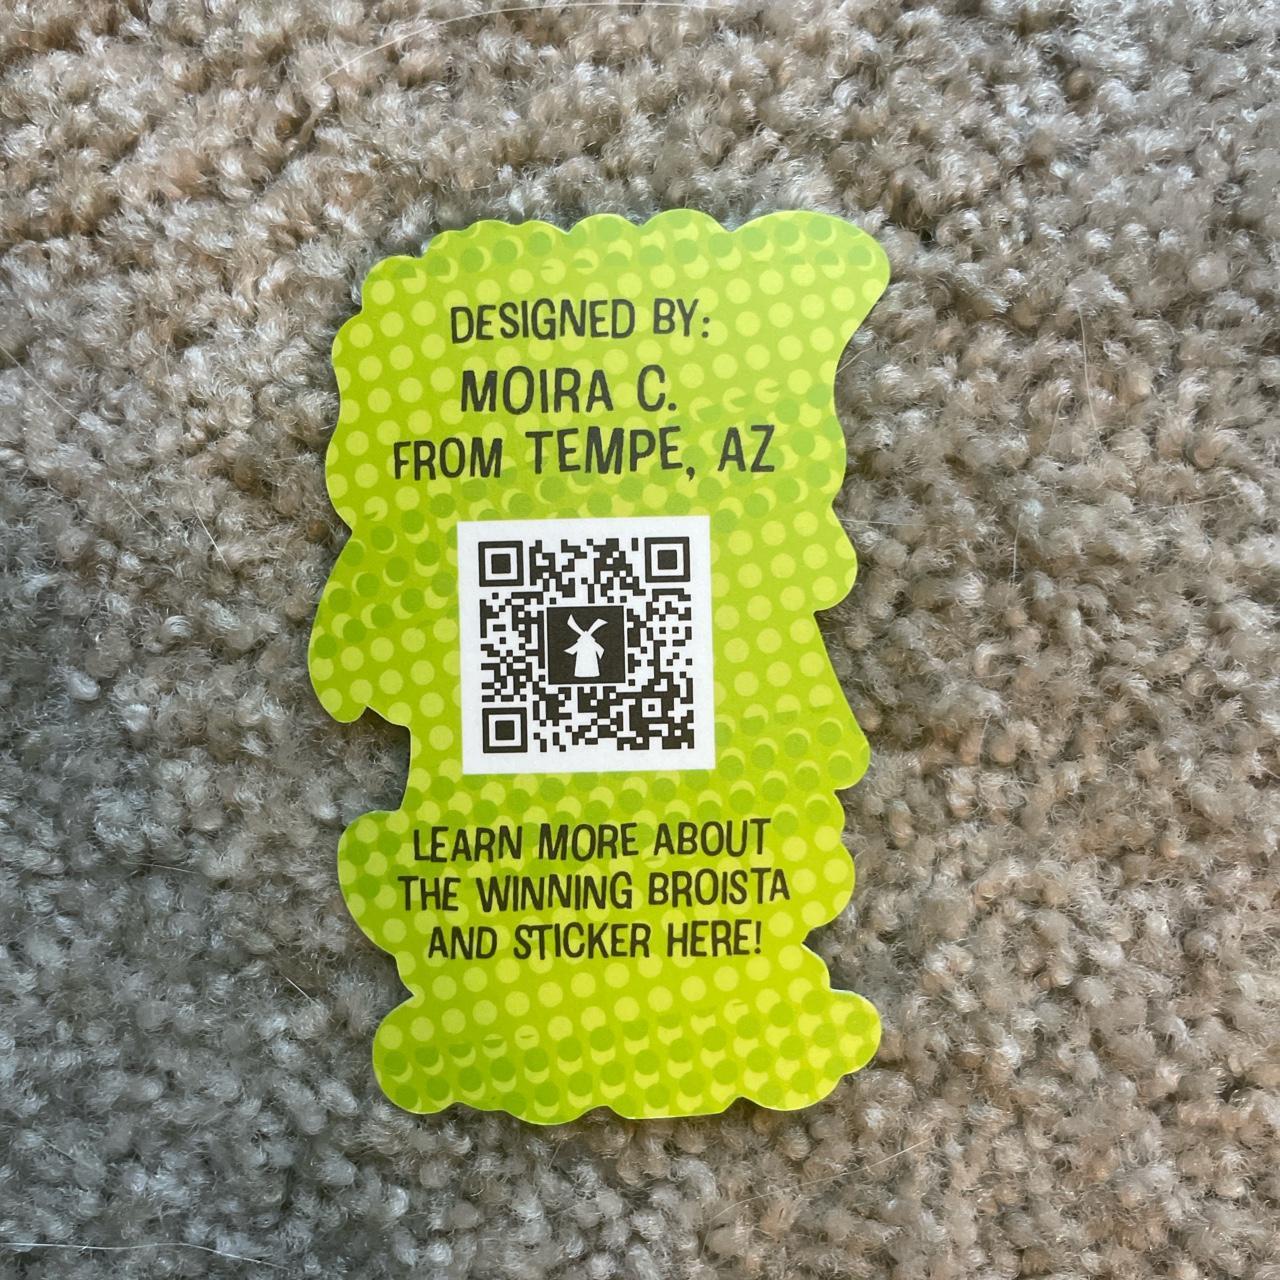 DESIGNED BY:
MOIRA C.
FROM TEMPE, AZ
LEARN MORE ABOUT
THE WINNING BROISTA
AND STICKER HERE!